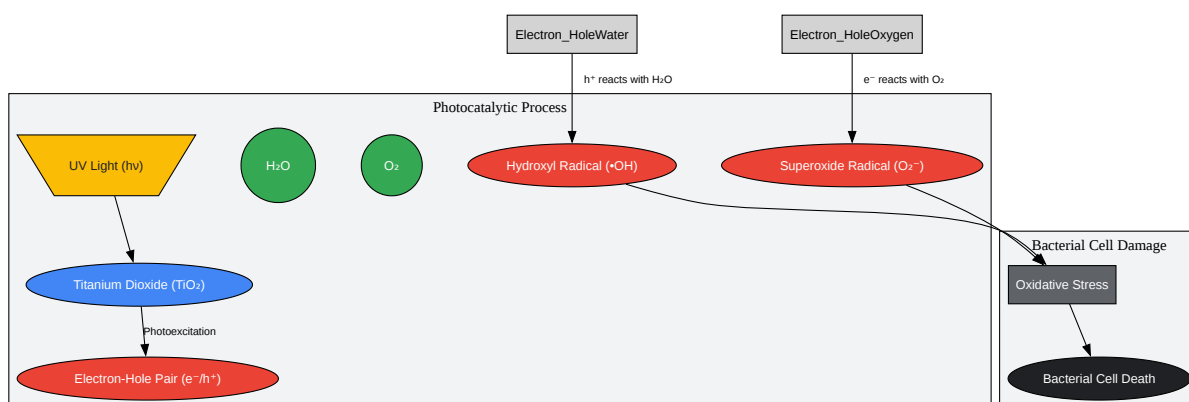 Electron_HoleWater
Electron_HoleOxygen
h⁺ reacts with H₂O
e⁻ reacts with O₂
Photocatalytic Process
UV Light (hν)
H₂O
O₂
Hydroxyl Radical (•OH)
Superoxide Radical (O₂⁻)
Bacterial Cell Damage
Titanium Dioxide (TiO₂)
Oxidative Stress
Photoexcitation
Electron-Hole Pair (e⁻/h⁺)
Bacterial Cell Death